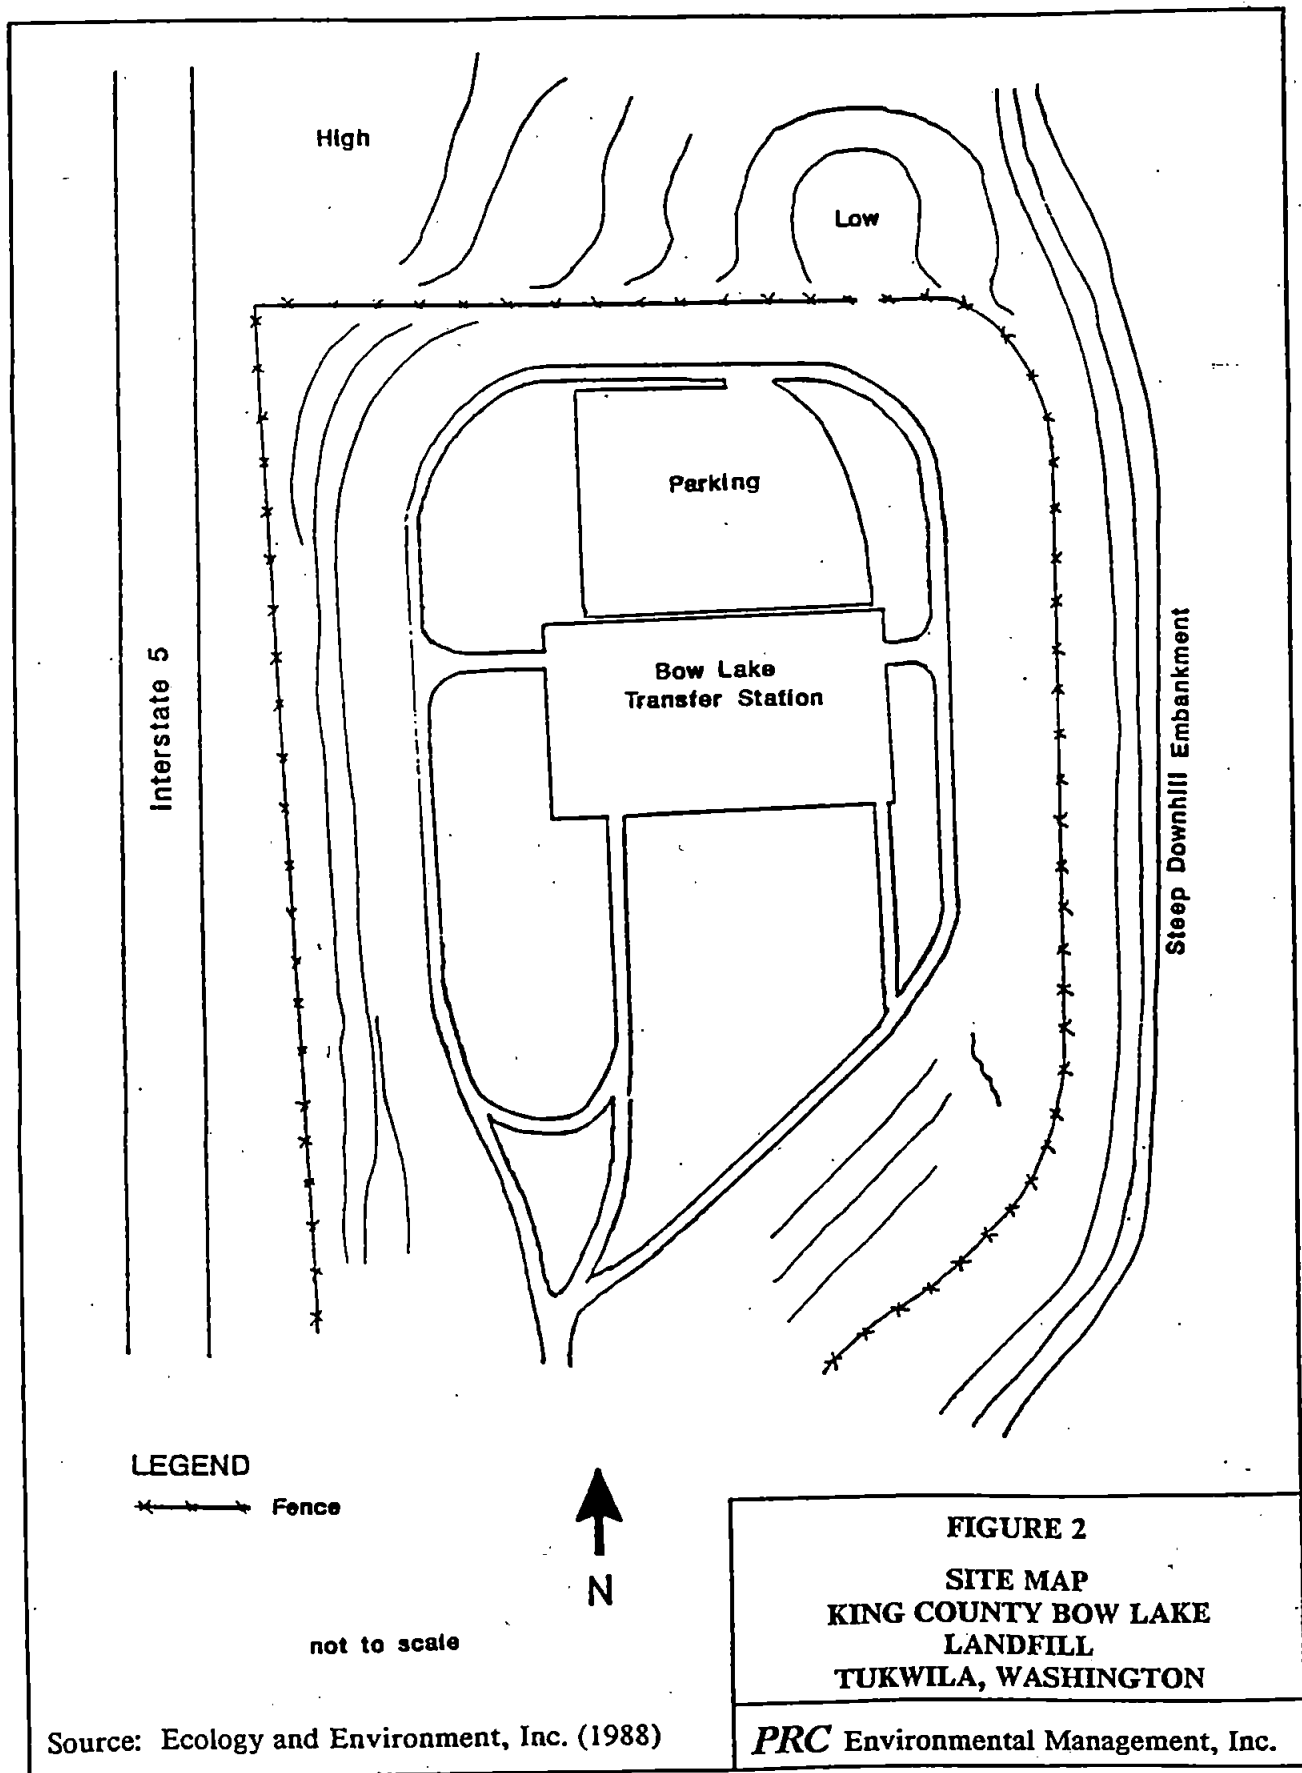 High
Low
Parking
Bow Lake
Transfer Station
Interstate 5
Steep Downhill Embankment
LEGEND
Fence
N
not to scale
FIGURE 2
SITE MAP
KING COUNTY BOW LAKE
LANDFILL
TUKWILA, WASHINGTON
Source: Ecology and Environment, Inc. (1988)
PRC Environmental Management, Inc.